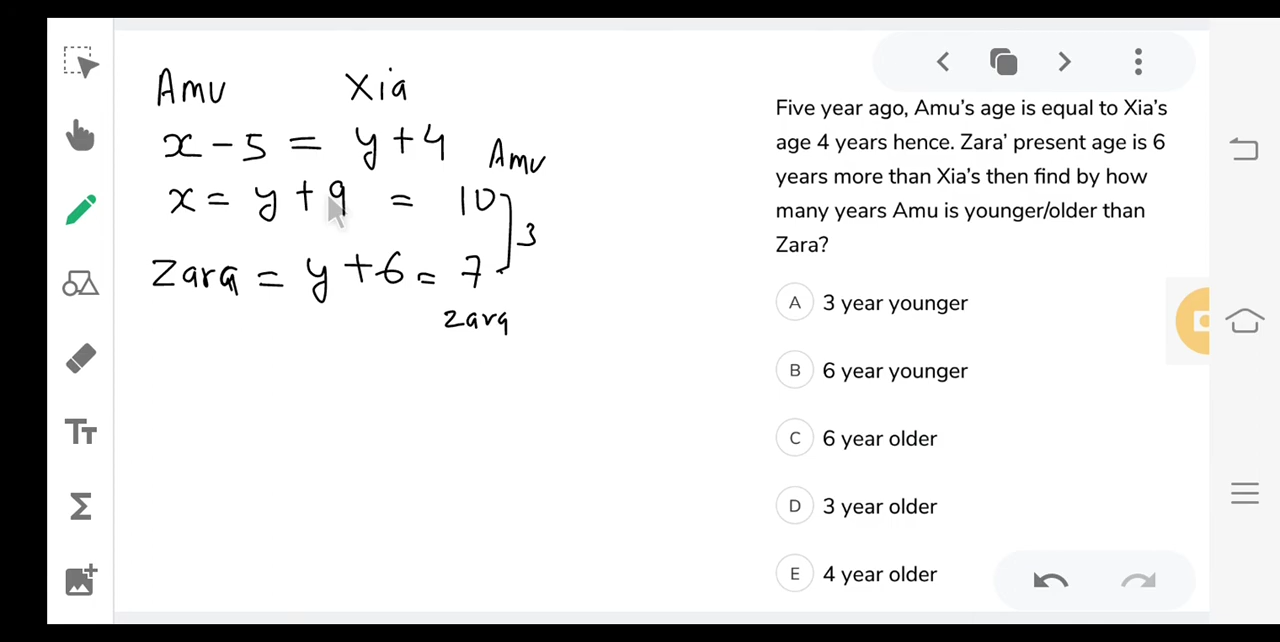 Amu Xia
x - 5 = y + 4
Amu
x = y + 9 = 10
3
Zara = y + 6 = 7
Zara
Five year ago, Amu's age is equal to Xia's
age 4 years hence. Zara' present age is 6
years more than Xia's then find by how
many years Amu is younger/older than
Zara?
A 3 year younger
B 6 year younger
C 6 year older
D 3 year older
E 4 year older
TT
Σ